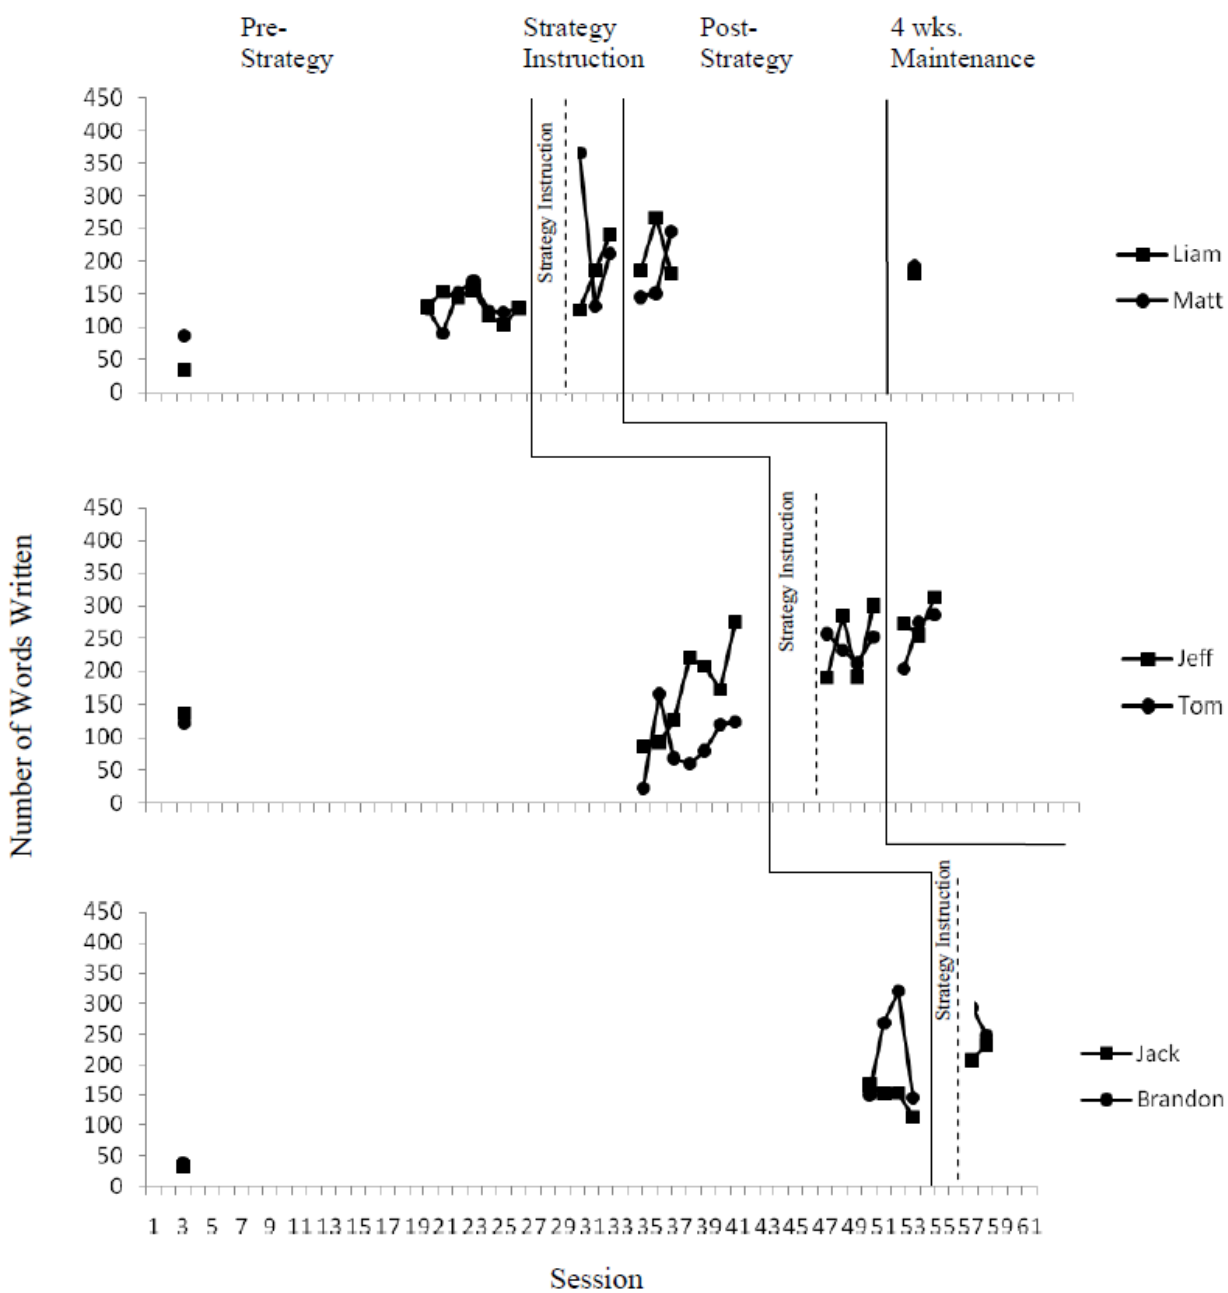 Pre-
Strategy
Strategy
Instruction
Post-
Strategy
4 wks.
Maintenance
450
400
350
300
250
200
150
100
50
0
Strategy Instruction
Liam
Matt
Number of Words Written
450
400
350
300
250
200
150
100
50
0
Strategy Instruction
Jeff
Tom
450
400
350
300
250
200
150
100
50
0
Strategy Instruction
Jack
Brandon
1 3 5 7 9 11 13 15 17 19 21 23 25 27 29 31 33 35 37 39 41 43 45 47 49 51 53 55 57 59 61
Session